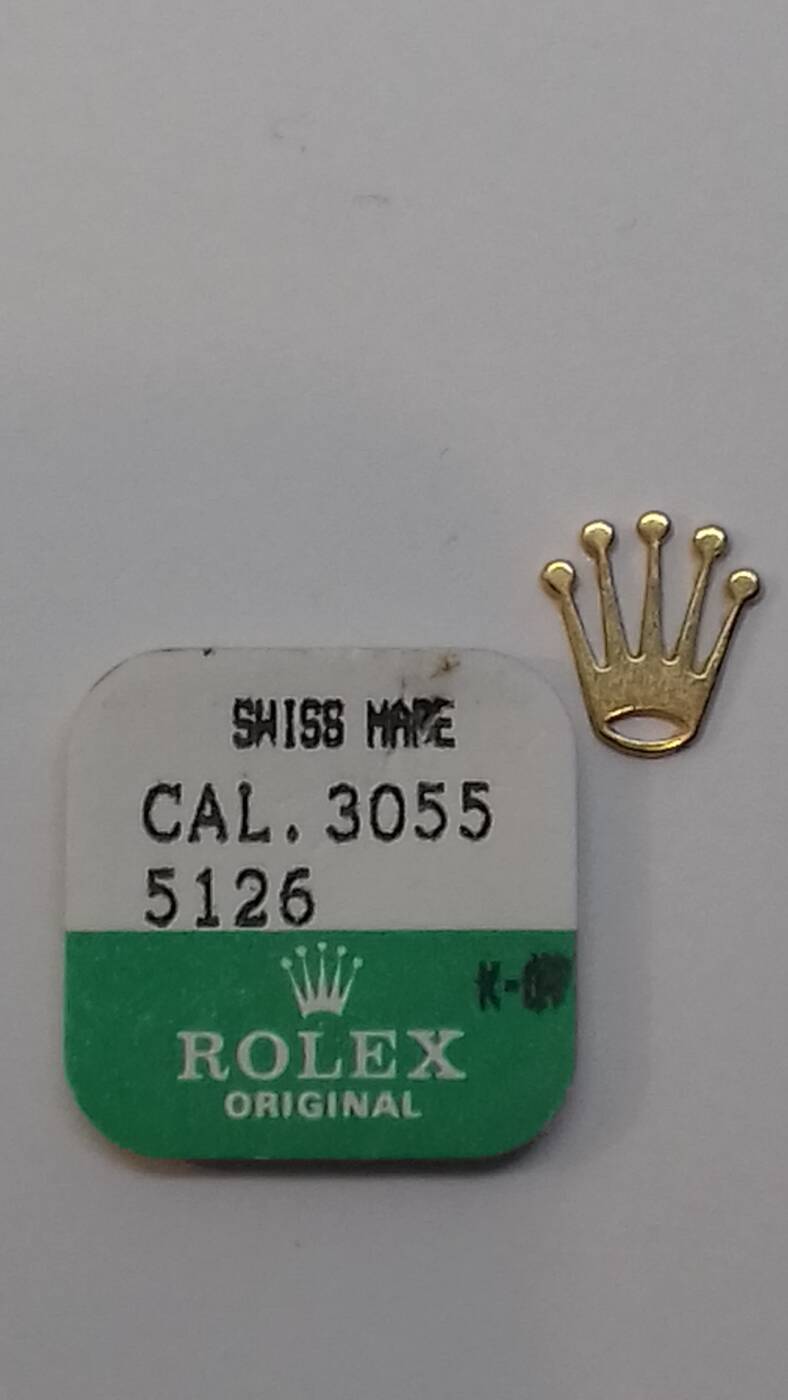 SWISS MADE
CAL. 3055
5126
ROLEX
ORIGINAL